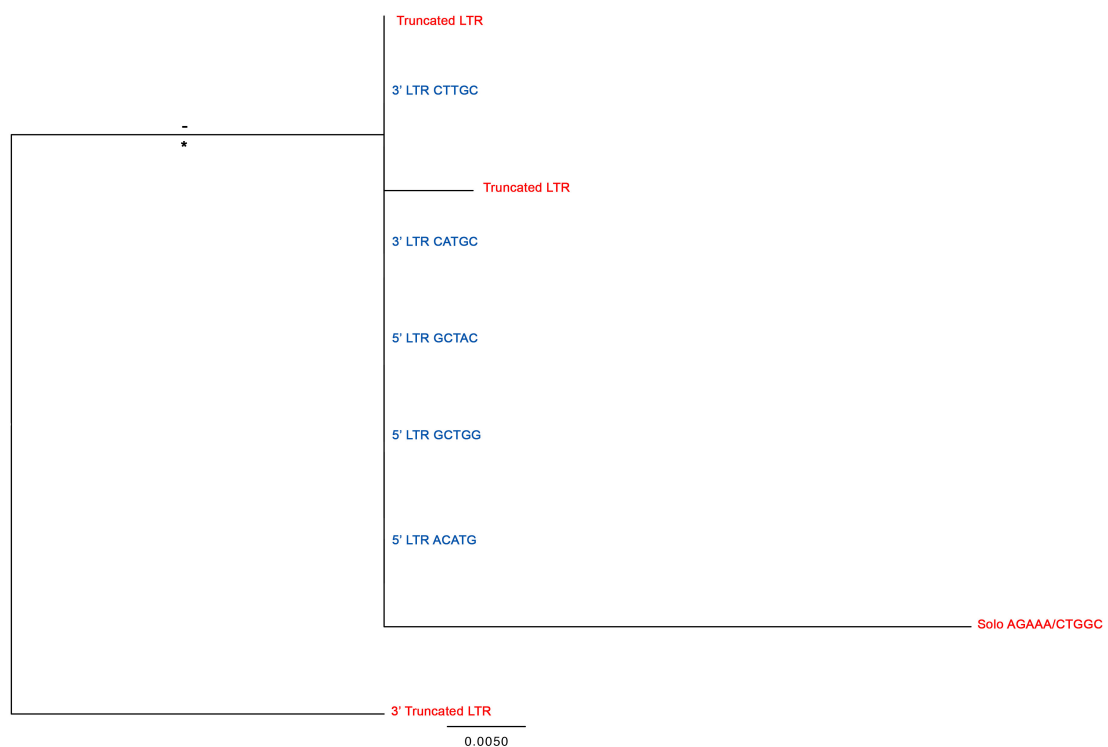 Truncated LTR
3’ LTR CTTGC
-
*
Truncated LTR
3’ LTR CATGC
5’ LTR GCTAC
5’ LTR GCTGG
5’ LTR ACATG
Solo AGAAA/CTGGC
3’ Truncated LTR
0.0050